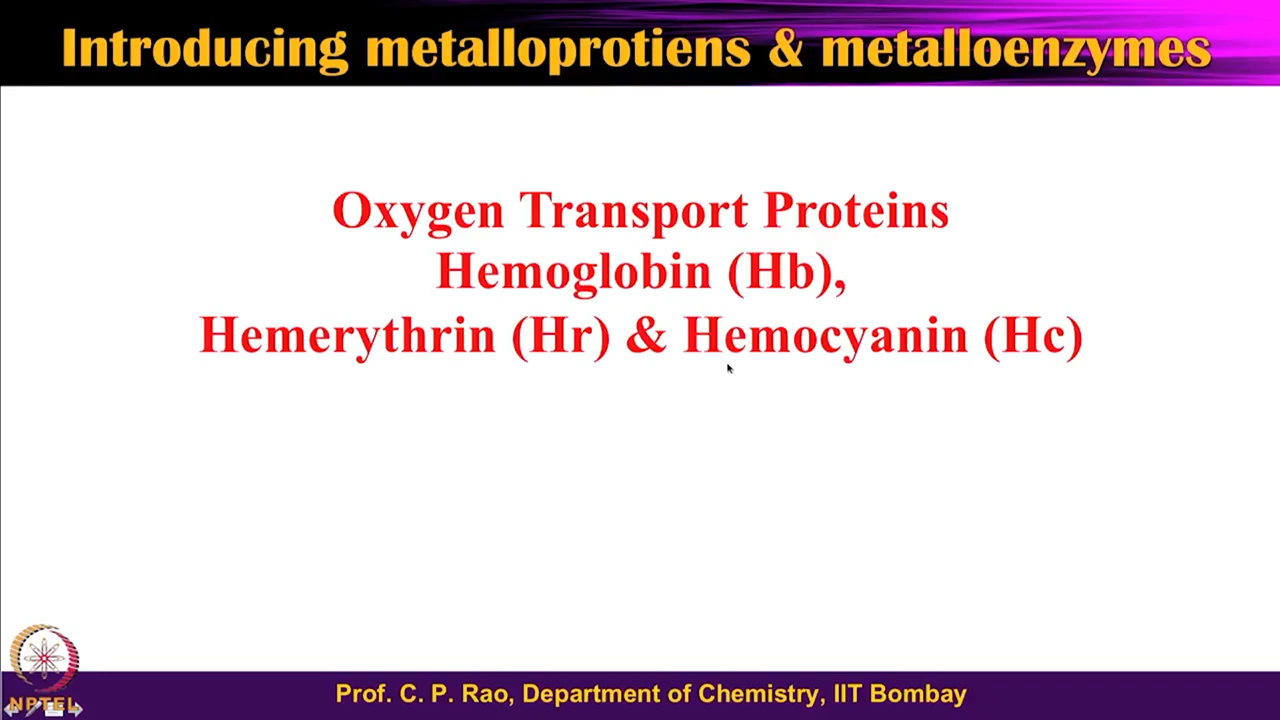 Introducing metalloprotiens & metalloenzymes
Oxygen Transport Proteins
Hemoglobin (Hb),
Hemerythrin (Hr) & Hemocyanin (Hc)
NPTEL
Prof. C. P. Rao, Department of Chemistry, IIT Bombay